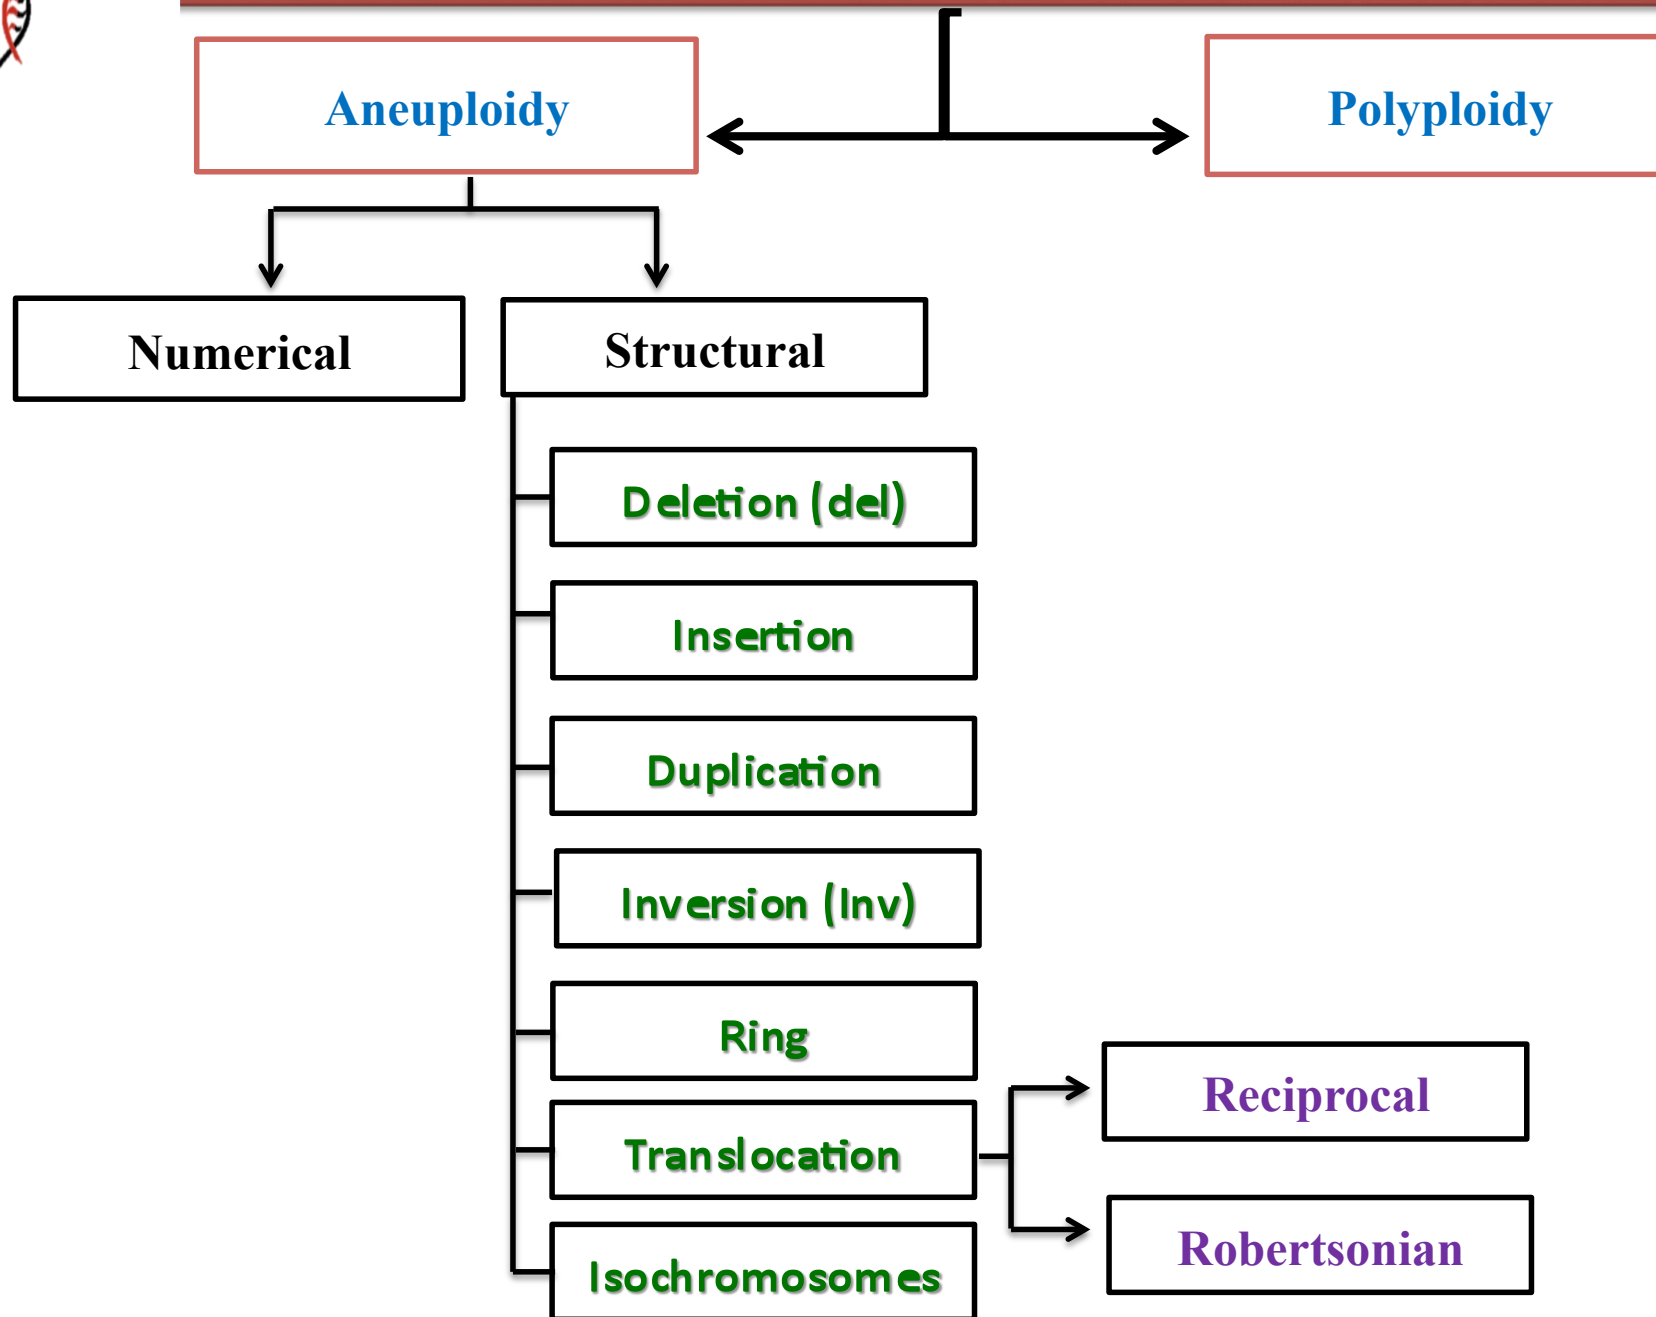 Aneuploidy
Polyploidy
Numerical
Structural
Deletion (del)
Insertion
Duplication
Inversion (Inv)
Ring
Translocation
Reciprocal
Robertsonian
Isochromosomes